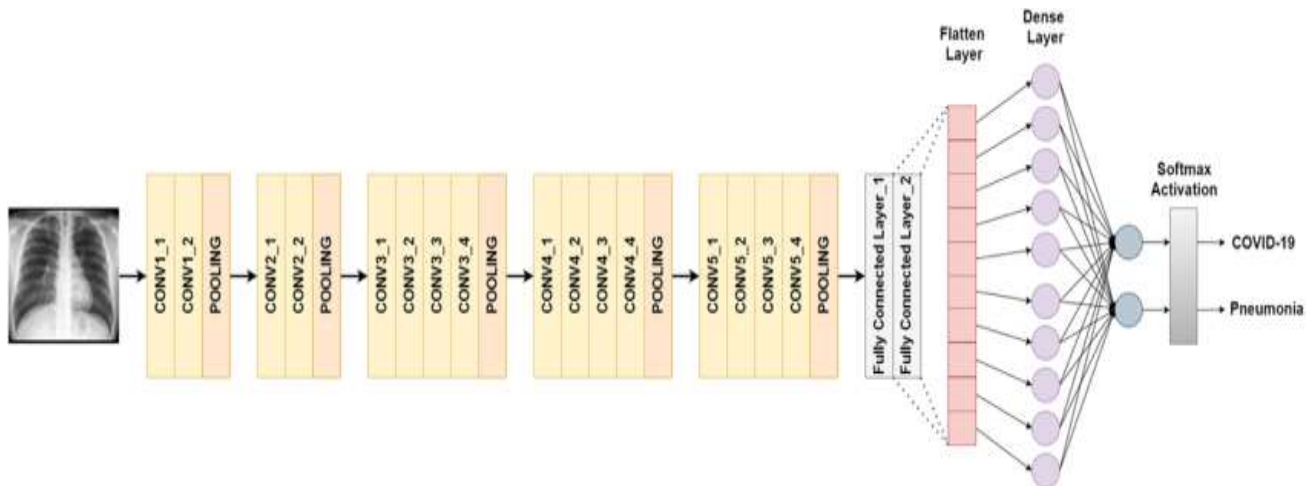 CONV1_1
CONV1_2
POOLING
CONV2_1
CONV2_2
POOLING
CONV3_1
CONV3_2
CONV3_3
CONV3_4
POOLING
CONV4_1
CONV4_2
CONV4_3
CONV4_4
POOLING
CONV5_1
CONV5_2
CONV5_3
CONV5_4
POOLING
Fully Connected Layer_1
Fully Connected Layer_2
Flatten
Layer
Dense
Layer
Softmax
Activation
COVID-19
Pneumonia